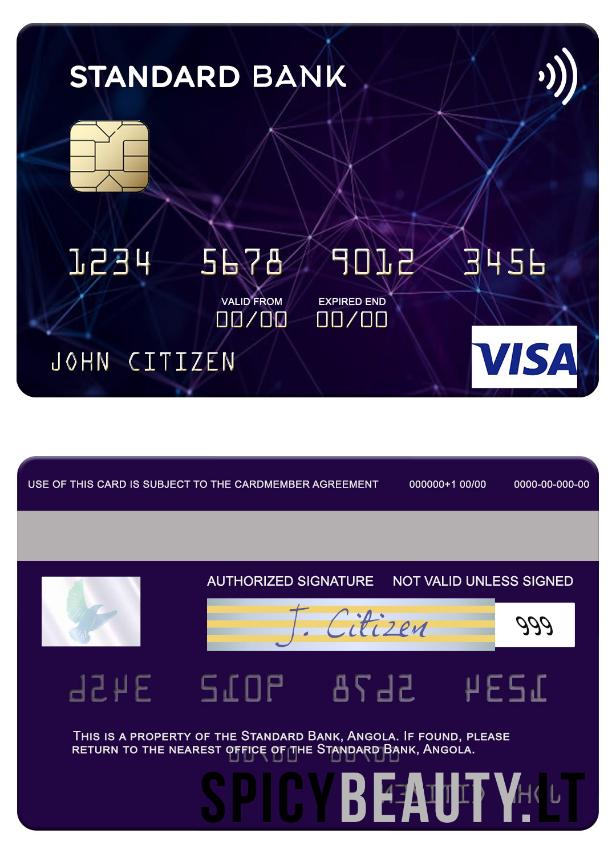 STANDARD BANK
1234 5678 9012 3456
VALID FROM EXPIRED END
00/00 00/00
JOHN CITIZEN
VISA
USE OF THIS CARD IS SUBJECT TO THE CARDMEMBER AGREEMENT 000000+1 00/00 0000-00-000-00
AUTHORIZED SIGNATURE NOT VALID UNLESS SIGNED
J. Citizen 999
THIS IS A PROPERTY OF THE STANDARD BANK, ANGOLA. IF FOUND, PLEASE
RETURN TO THE NEAREST OFFICE OF THE STANDARD BANK, ANGOLA.
SPICYBEAUTY.LT